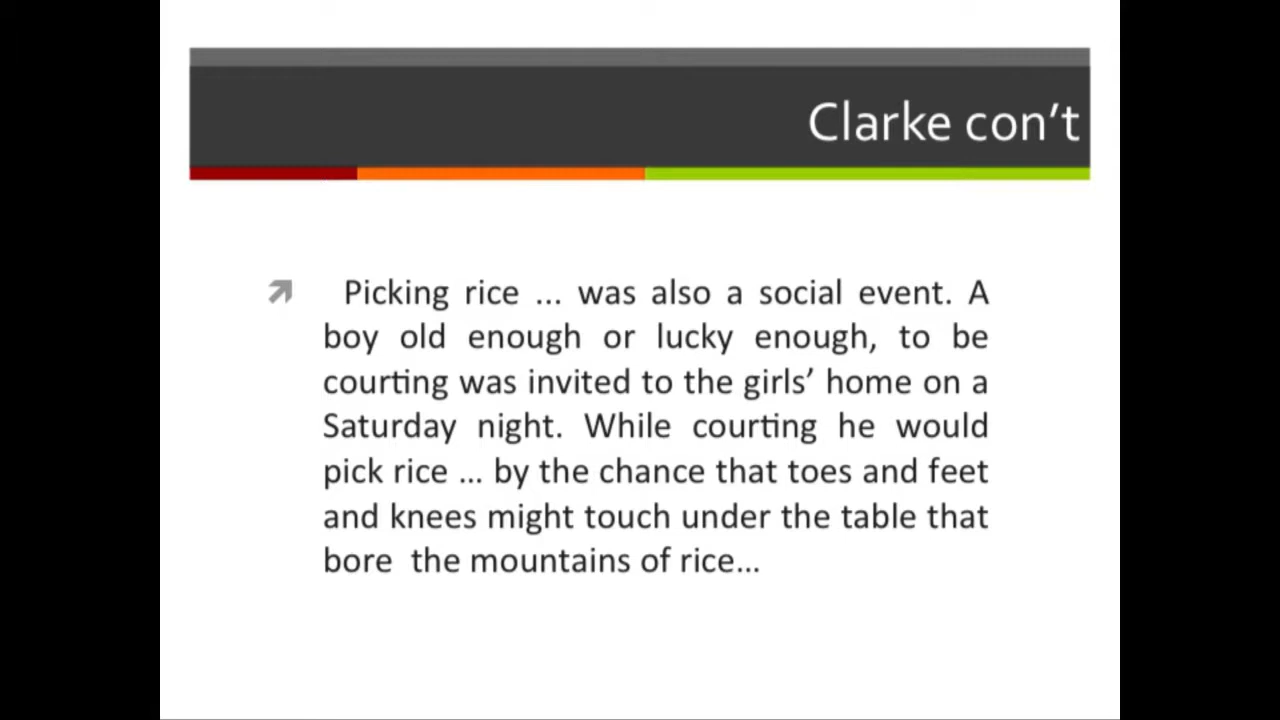 Clarke con’t
Picking rice ... was also a social event. A
boy old enough or lucky enough, to be
courting was invited to the girls’ home on a
Saturday night. While courting he would
pick rice ... by the chance that toes and feet
and knees might touch under the table that
bore the mountains of rice...